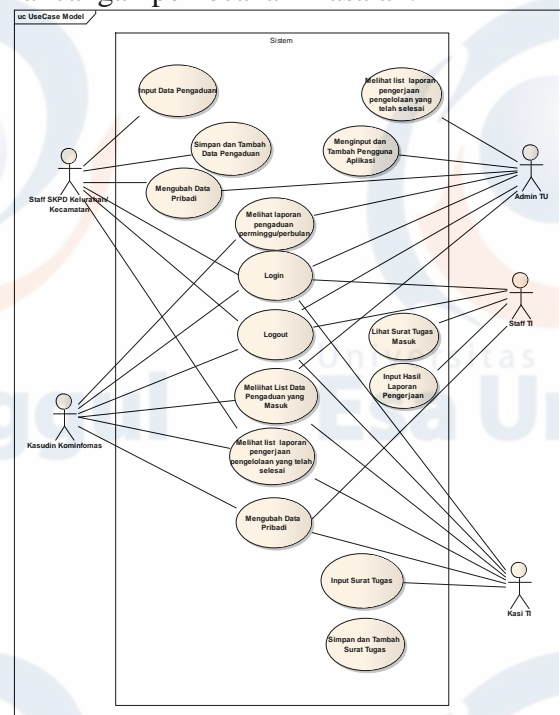 uc UseCase Model
Sistem
Input Data Pengaduan
Melihat list laporan
pengerjaan
pengelolaan yang
telah selesai
Simpan dan Tambah
Data Pengaduan
Menginput dan
Tambah Pengguna
Aplikasi
Staff SKPD Kelurahan/
Kecamatan
Mengubah Data
Pribadi
Admin TU
Melihat laporan
pengaduan
perminggu/perbulan
Login
Staff TI
Logout
Lihat Surat Tugas
Masuk
Universitas
Esa U
Input Hasil
Laporan
Pengerjaan
Meliihat List Data
Pengaduan yang
Masuk
Kasudin Kominfomas
Melihat list laporan
pengerjaan
pengelolaan yang telah
selesai
Mengubah Data
Pribadi
Input Surat Tugas
Kasi TI
Simpan dan Tambah
Surat Tugas